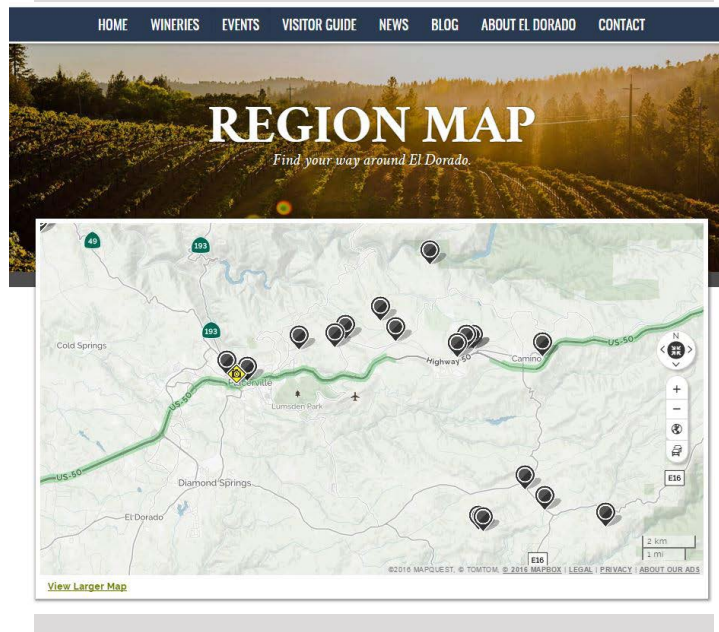 HOME WINERIES EVENTS VISITOR GUIDE NEWS BLOG ABOUT EL DORADO CONTACT
REGION MAP
Find your way around El Dorado.
49
193
193
Cold Springs
N
US-50
Highway 50
Camino
Placerville
Lumsden Park
US-50
+
−
US-50
Diamond Springs
E16
El Dorado
2 km
1 mi
E16
©2016 MAPQUEST, © TOMTOM, © 2016 MAPBOX | LEGAL | PRIVACY | ABOUT OUR ADS
View Larger Map